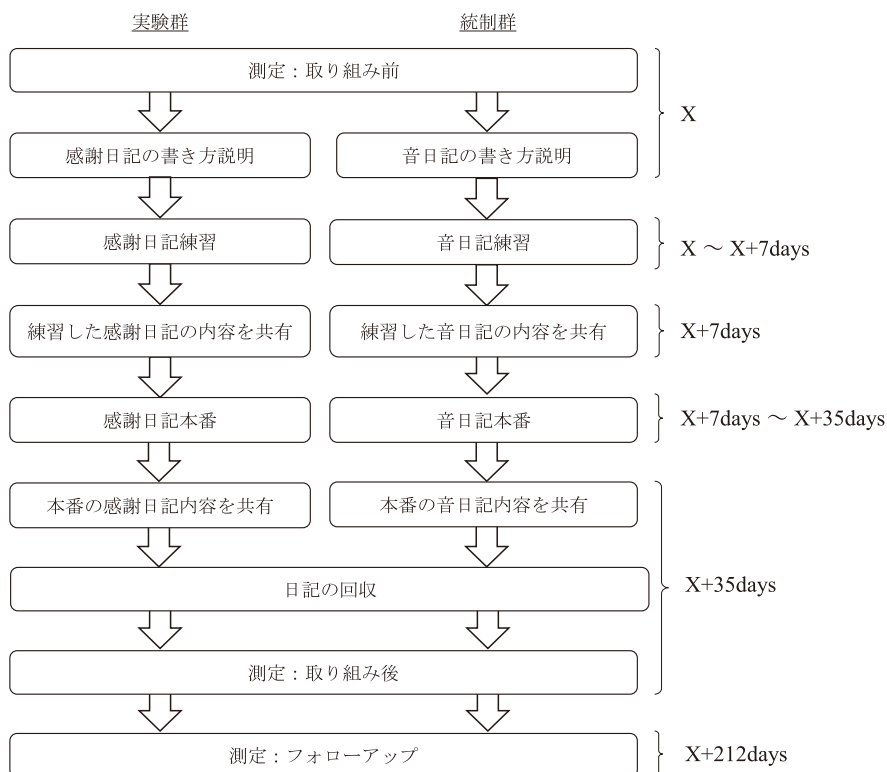 実験群
統制群
測定：取り組み前
X
感謝日記の書き方説明
音日記の書き方説明
感謝日記練習
音日記練習
X ～ X+7days
練習した感謝日記の内容を共有
練習した音日記の内容を共有
X+7days
感謝日記本番
音日記本番
X+7days ～ X+35days
本番の感謝日記内容を共有
本番の音日記内容を共有
日記の回収
X+35days
測定：取り組み後
測定：フォローアップ
X+212days